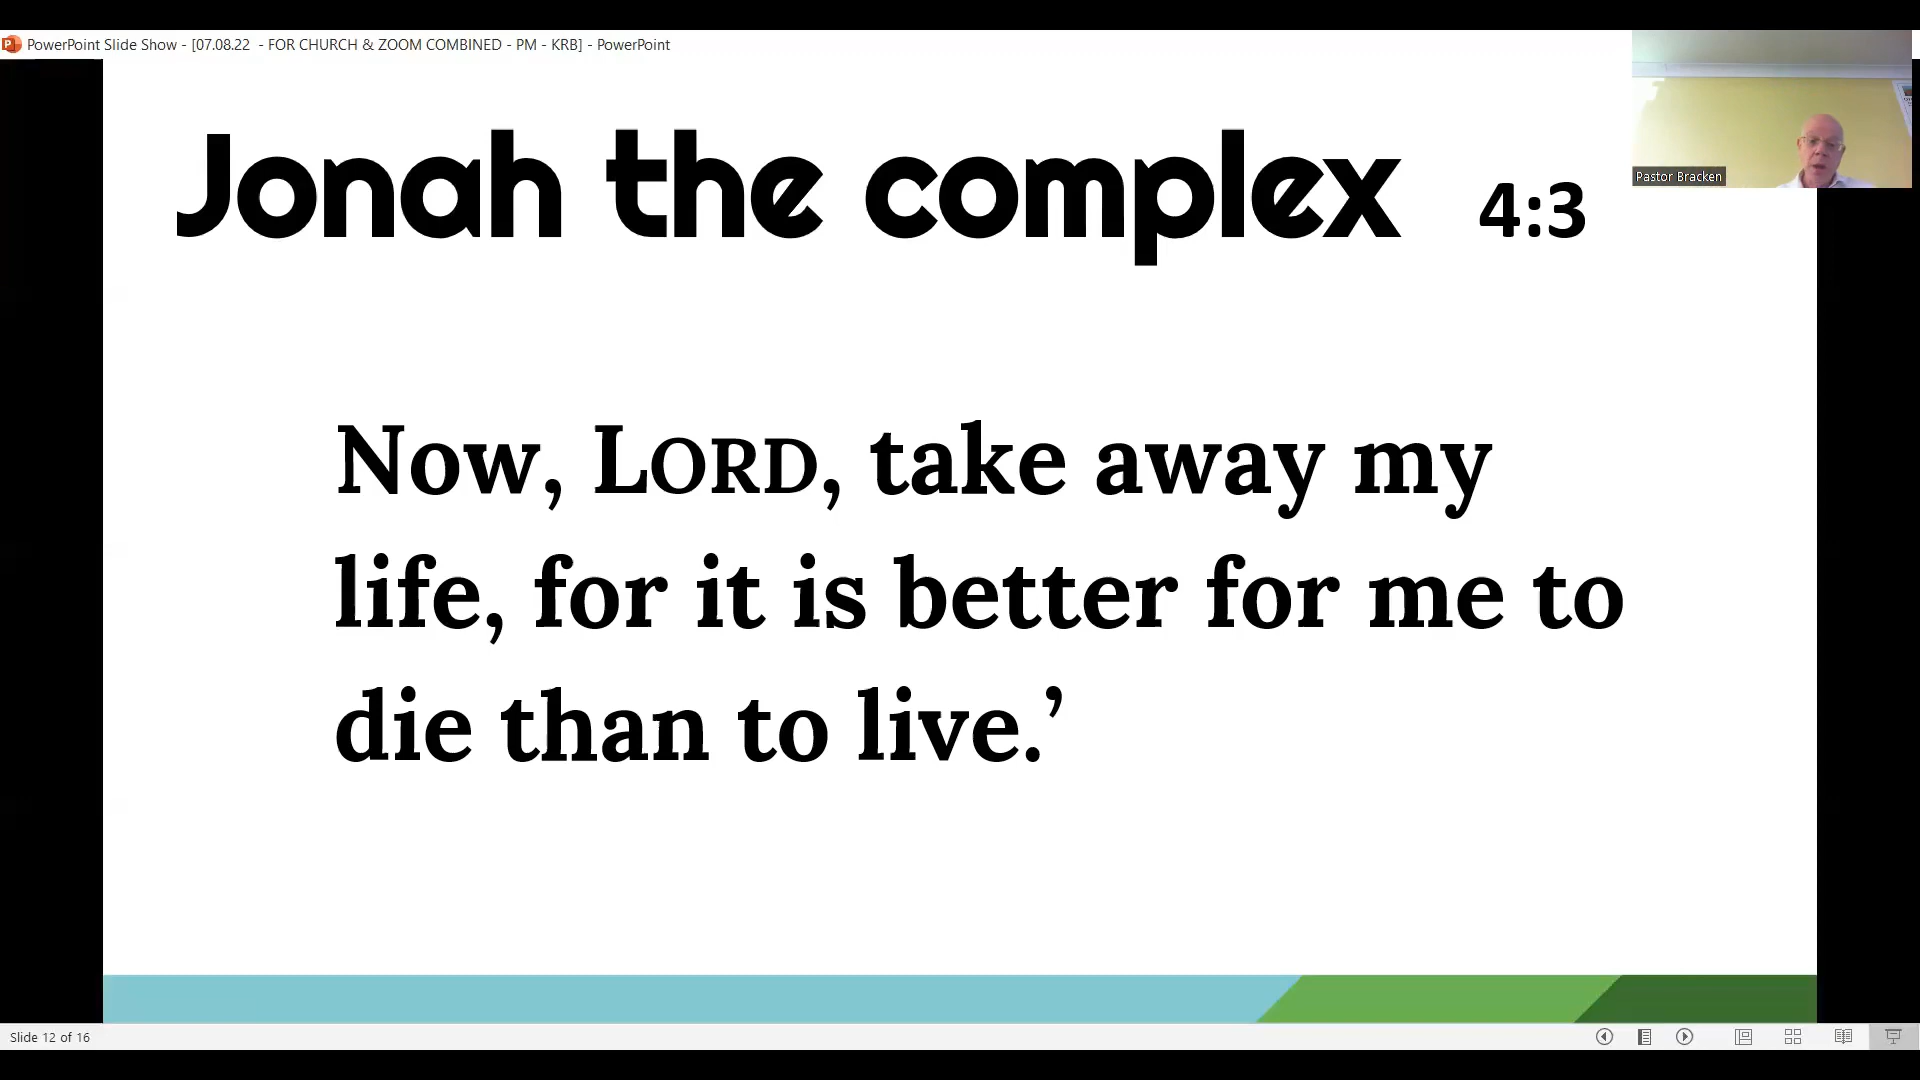 PowerPoint Slide Show - [07.08.22 - FOR CHURCH & ZOOM COMBINED - PM - KRB] - PowerPoint
Jonah the complex 4:3
Pastor Bracken
Now, LORD, take away my
life, for it is better for me to
die than to live.’
Slide 12 of 16